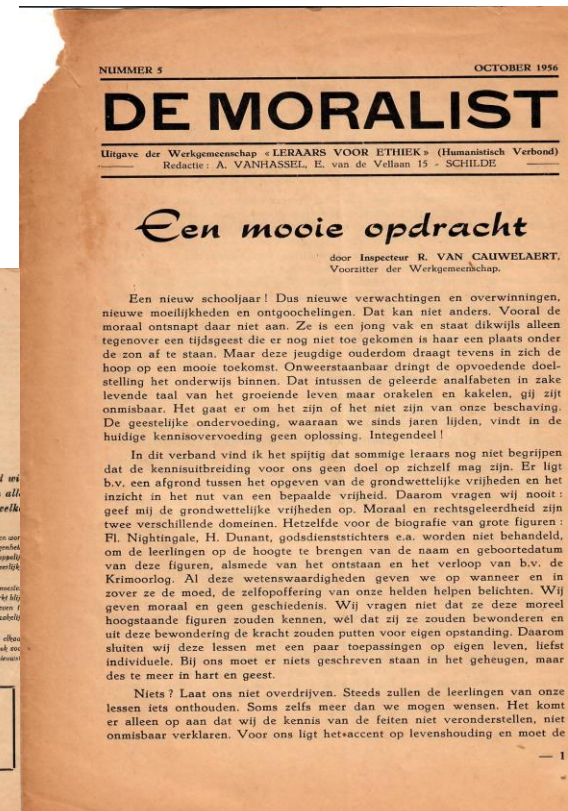 NUMMER 5 OCTOBER 1956
DE MORALIST
Uitgave der Werkgemeenschap «LERAARS VOOR ETHIEK» (Humanistisch Verbond)
Redactie: A. VANHASSEL, E. van de Vellaan 15 - SCHILDE
Een mooie opdracht
door Inspecteur R. VAN CAUWELAERT,
Voorzitter der Werkgemeenschap.
Een nieuw schooljaar! Dus nieuwe verwachtingen en overwinningen,
nieuwe moeilijkheden en ontgoochelingen. Dat kan niet anders. Vooral de
moraal ontsnapt daar niet aan. Ze is een jong vak en staat dikwijls alleen
tegenover een tijdsgeest die er nog niet toe gekomen is haar een plaats onder
de zon af te staan. Maar deze jeugdige ouderdom draagt tevens in zich de
hoop op een mooie toekomst. Onweerstaanbaar dringt de opvoedende doel-
stelling het onderwijs binnen. Dat intussen de geleerde analfabeten in zake
levende taal van het groeiende leven maar orakelen en kakelen, gij zijt
onmisbaar. Het gaat er om het zijn of het niet zijn van onze beschaving.
De geestelijke ondervoeding, waaraan we sinds jaren lijden, vindt in de
huidige kennisovervoeding geen oplossing. Integendeel!
In dit verband vind ik het spijtig dat sommige leraars nog niet begrijpen
dat de kennisuitbreiding voor ons geen doel op zichzelf mag zijn. Er ligt
b.v. een afgrond tussen het opgeven van de grondwettelijke vrijheden en het
inzicht in het nut van een bepaalde vrijheid. Daarom vragen wij nooit:
geef mij de grondwettelijke vrijheden op. Moraal en rechtsgeleerdheid zijn
twee verschillende domeinen. Hetzelfde voor de biografie van grote figuren:
Fl. Nightingale, H. Dunant, godsdienststichters e.a. worden niet behandeld,
om de leerlingen op de hoogte te brengen van de naam en geboortedatum
van deze figuren, alsmede van het ontstaan en het verloop van b.v. de
Krimoorlog. Al deze wetenswaardigheden geven we op wanneer en in
zover ze de moed, de zelfopoffering van onze helden helpen belichten. Wij
geven moraal en geen geschiedenis. Wij vragen niet dat ze deze moreel
hoogstaande figuren zouden kennen, wèl dat zij ze zouden bewonderen en
uit deze bewondering de kracht zouden putten voor eigen opstanding. Daarom
sluiten wij deze lessen met een paar toepassingen op eigen leven, liefst
individuele. Bij ons moet er niets geschreven staan in het geheugen, maar
des te meer in hart en geest.
Niets? Laat ons niet overdrijven. Steeds zullen de leerlingen van onze
lessen iets onthouden. Soms zelfs meer dan we mogen wensen. Het komt
er alleen op aan dat wij de kennis van de feiten niet veronderstellen, niet
onmisbaar verklaren. Voor ons ligt het accent op levenshouding en moet de
— 1